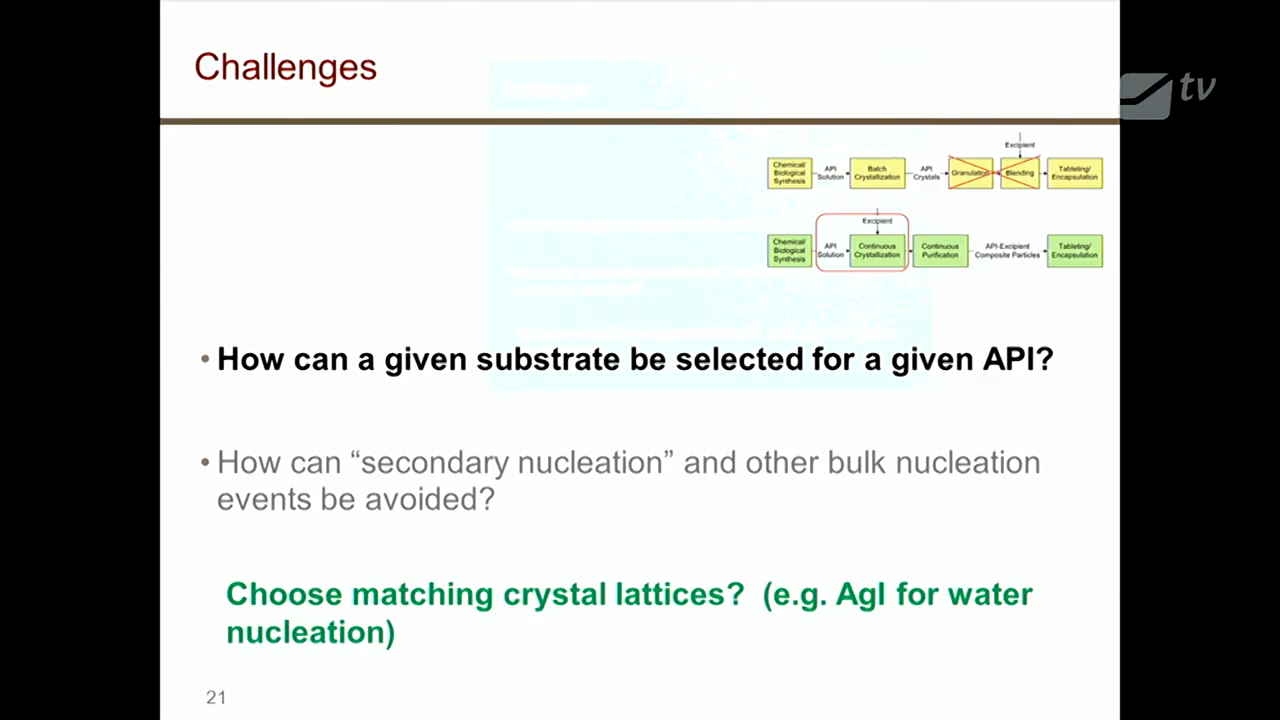 Challenges
tv
Excipient
Chemical/
Biological
Synthesis
API
Solution
Batch
Crystallization
API
Crystals
Granulation
Blending
Tableting/
Encapsulation
Excipient
Chemical/
Biological
Synthesis
API
Solution
Continuous
Crystallization
Continuous
Purification
API-Excipient
Composite Particles
Tableting/
Encapsulation
• How can a given substrate be selected for a given API?
• How can “secondary nucleation” and other bulk nucleation
events be avoided?
Choose matching crystal lattices? (e.g. AgI for water
nucleation)
21